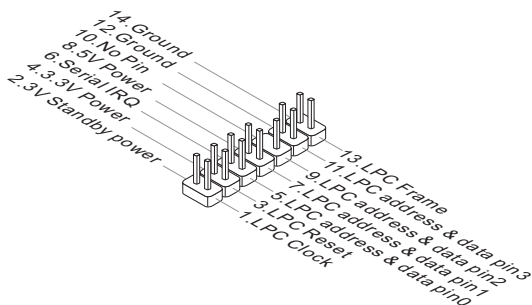 14.Ground
12.Ground
10.No Pin
8.5V Power
6.Serial IRQ
4.3.3V Power
2.3V Standby power
13.LPC Frame
11.LPC address & data pin3
9.LPC address & data pin2
7.LPC address & data pin1
5.LPC address & data pin0
3.LPC Reset
1.LPC Clock